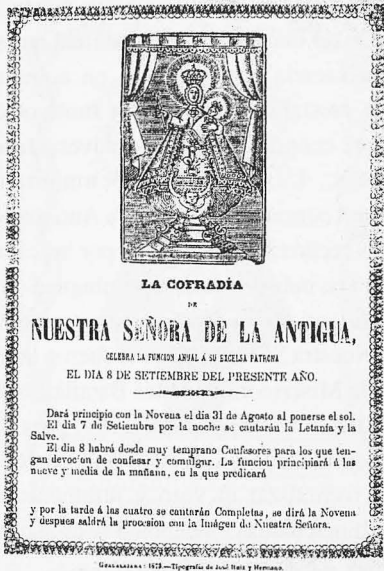 LA COFRADÍA
DE
NUESTRA SEÑORA DE LA ANTIGUA,
CELEBRA LA FUNCION ANUAL Á SU EXCELSA PATRONA
EL DIA 8 DE SETIEMBRE DEL PRESENTE AÑO.
Dará principio con la Novena el dia 31 de Agosto al ponerse el sol.
El dia 7 de Setiembre por la noche se cantarán la Letanía y la
Salve.
El dia 8 habrá desde muy temprano Confesores para los que ten-
gan devocion de confesar y comulgar. La funcion principiará á las
nueve y media de la mañana, en la que predicará
y por la tarde á las cuatro se cantarán Completas, se dirá la Novena
y despues saldrá la procesion con la Imágen de Nuestra Señora.
GUADALAJARA: 1879.—Tipografia de José Ruiz y Hermano.